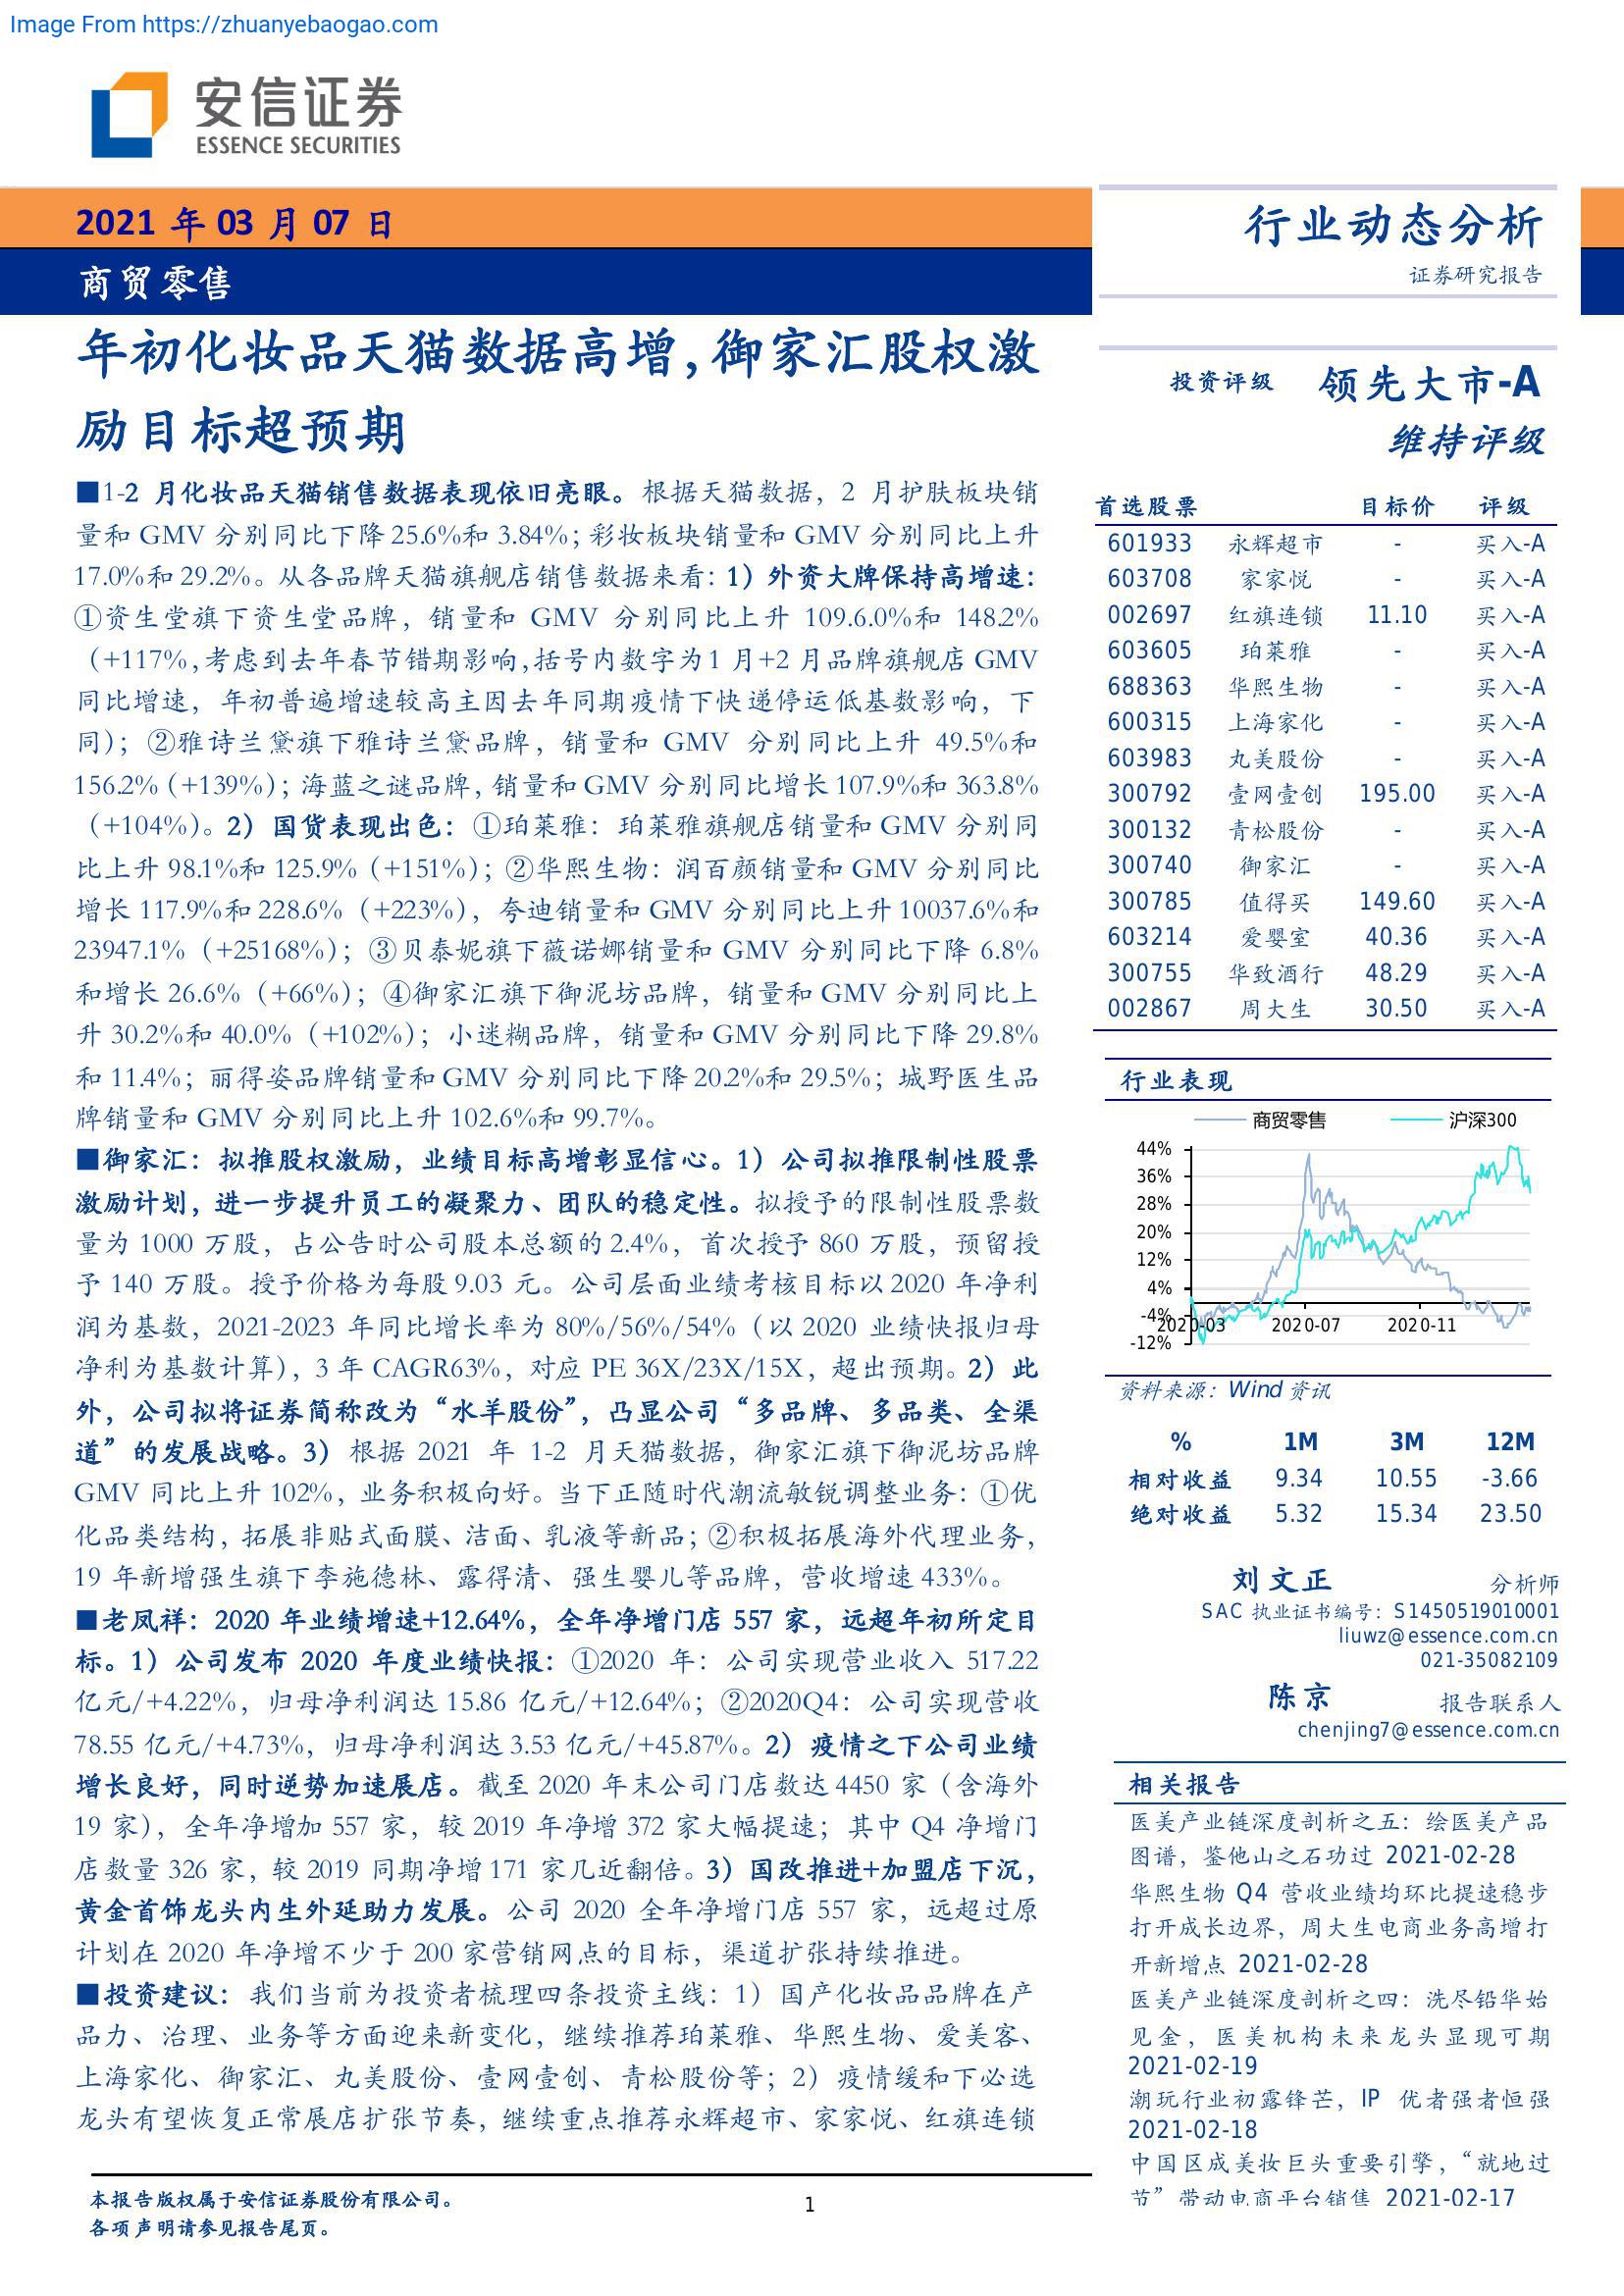 Image From https://zhuanyebaogao.com
安信证券
ESSENCE SECURITIES
2021 年 03 月 07 日
商贸零售
行业动态分析
证券研究报告
年初化妆品天猫数据高增，御家汇股权激
励目标超预期
■1-2 月化妆品天猫销售数据表现依旧亮眼。根据天猫数据，2 月护肤板块销
量和 GMV 分别同比下降 25.6%和 3.84%；彩妆板块销量和 GMV 分别同比上升
17.0%和 29.2%。从各品牌天猫旗舰店销售数据来看：1）外资大牌保持高增速：
①资生堂旗下资生堂品牌，销量和 GMV 分别同比上升 109.6.0%和 148.2%
（+117%，考虑到去年春节错期影响，括号内数字为 1 月+2 月品牌旗舰店 GMV
同比增速，年初普遍增速较高主因去年同期疫情下快递停运低基数影响，下
同）；②雅诗兰黛旗下雅诗兰黛品牌，销量和 GMV 分别同比上升 49.5%和
156.2%（+139%）；海蓝之谜品牌，销量和 GMV 分别同比增长 107.9%和 363.8%
（+104%）。2）国货表现出色：①珀莱雅：珀莱雅旗舰店销量和 GMV 分别同
比上升 98.1%和 125.9%（+151%）；②华熙生物：润百颜销量和 GMV 分别同比
增长 117.9%和 228.6%（+223%），夸迪销量和 GMV 分别同比上升 10037.6%和
23947.1%（+25168%）；③贝泰妮旗下薇诺娜销量和 GMV 分别同比下降 6.8%
和增长 26.6%（+66%）；④御家汇旗下御泥坊品牌，销量和 GMV 分别同比上
升 30.2%和 40.0%（+102%）；小迷糊品牌，销量和 GMV 分别同比下降 29.8%
和 11.4%；丽得姿品牌销量和 GMV 分别同比下降 20.2%和 29.5%；城野医生品
牌销量和 GMV 分别同比上升 102.6%和 99.7%。
■御家汇：拟推股权激励，业绩目标高增彰显信心。1）公司拟推限制性股票
激励计划，进一步提升员工的凝聚力、团队的稳定性。拟授予的限制性股票数
量为 1000 万股，占公告时公司股本总额的 2.4%，首次授予 860 万股，预留授
予 140 万股。授予价格为每股 9.03 元。公司层面业绩考核目标以 2020 年净利
润为基数，2021-2023 年同比增长率为 80%/56%/54%（以 2020 业绩快报归母
净利为基数计算），3 年 CAGR63%，对应 PE 36X/23X/15X，超出预期。2）此
外，公司拟将证券简称改为“水羊股份”，凸显公司“多品牌、多品类、全渠
道”的发展战略。3）根据 2021 年 1-2 月天猫数据，御家汇旗下御泥坊品牌
GMV 同比上升 102%，业务积极向好。当下正随时代潮流敏锐调整业务：①优
化品类结构，拓展非贴式面膜、洁面、乳液等新品；②积极拓展海外代理业务，
19 年新增强生旗下李施德林、露得清、强生婴儿等品牌，营收增速 433%。
■老凤祥：2020 年业绩增速+12.64%，全年净增门店 557 家，远超年初所定目
标。1）公司发布 2020 年度业绩快报：①2020 年：公司实现营业收入 517.22
亿元/+4.22%，归母净利润达 15.86 亿元/+12.64%；②2020Q4：公司实现营收
78.55 亿元/+4.73%，归母净利润达 3.53 亿元/+45.87%。2）疫情之下公司业绩
增长良好，同时逆势加速展店。截至 2020 年末公司门店数达 4450 家（含海外
19 家），全年净增加 557 家，较 2019 年净增 372 家大幅提速；其中 Q4 净增门
店数量 326 家，较 2019 同期净增 171 家几近翻倍。3）国改推进+加盟店下沉，
黄金首饰龙头内生外延助力发展。公司 2020 全年净增门店 557 家，远超过原
计划在 2020 年净增不少于 200 家营销网点的目标，渠道扩张持续推进。
■投资建议：我们当前为投资者梳理四条投资主线：1）国产化妆品品牌在产
品力、治理、业务等方面迎来新变化，继续推荐珀莱雅、华熙生物、爱美客、
上海家化、御家汇、丸美股份、壹网壹创、青松股份等；2）疫情缓和下必选
龙头有望恢复正常展店扩张节奏，继续重点推荐永辉超市、家家悦、红旗连锁
投资评级 领先大市-A
维持评级
首选股票 目标价 评级
601933 永辉超市 - 买入-A
603708 家家悦 - 买入-A
002697 红旗连锁 11.10 买入-A
603605 珀莱雅 - 买入-A
688363 华熙生物 - 买入-A
600315 上海家化 - 买入-A
603983 丸美股份 - 买入-A
300792 壹网壹创 195.00 买入-A
300132 青松股份 - 买入-A
300740 御家汇 - 买入-A
300785 值得买 149.60 买入-A
603214 爱婴室 40.36 买入-A
300755 华致酒行 48.29 买入-A
002867 周大生 30.50 买入-A
行业表现
商贸零售 沪深300
44%
36%
28%
20%
12%
4%
-4%
-12%
2020-03 2020-07 2020-11
资料来源：Wind 资讯
% 1M 3M 12M
相对收益 9.34 10.55 -3.66
绝对收益 5.32 15.34 23.50
刘文正 分析师
SAC 执业证书编号：S1450519010001
liuwz@essence.com.cn
021-35082109
陈京 报告联系人
chenjing7@essence.com.cn
相关报告
医美产业链深度剖析之五：绘医美产品
图谱，鉴他山之石功过 2021-02-28
华熙生物 Q4 营收业绩均环比提速稳步
打开成长边界，周大生电商业务高增打
开新增点 2021-02-28
医美产业链深度剖析之四：洗尽铅华始
见金，医美机构未来龙头显现可期
2021-02-19
潮玩行业初露锋芒，IP 优者强者恒强
2021-02-18
中国区成美妆巨头重要引擎，“就地过
节”带动电商平台销售 2021-02-17
本报告版权属于安信证券股份有限公司。
各项声明请参见报告尾页。
1